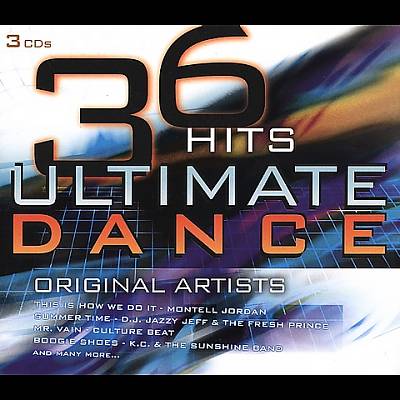 3 CDs
36
HITS
ULTIMATE
DANCE
ORIGINAL ARTISTS
THIS IS HOW WE DO IT - MONTELL JORDAN
SUMMER TIME - D.J. JAZZY JEFF & THE FRESH PRINCE
MR. VAIN - CULTURE BEAT
BOOGIE SHOES - K.C. & THE SUNSHINE BAND
AND MANY MORE...